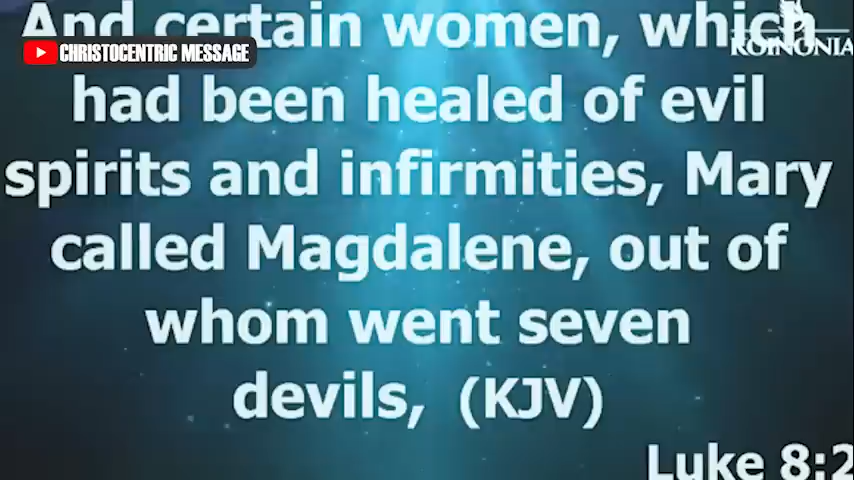 And certain women, which
KOINONIA
CHRISTOCENTRIC MESSAGE
had been healed of evil
spirits and infirmities, Mary
called Magdalene, out of
whom went seven
devils, (KJV)
Luke 8:2